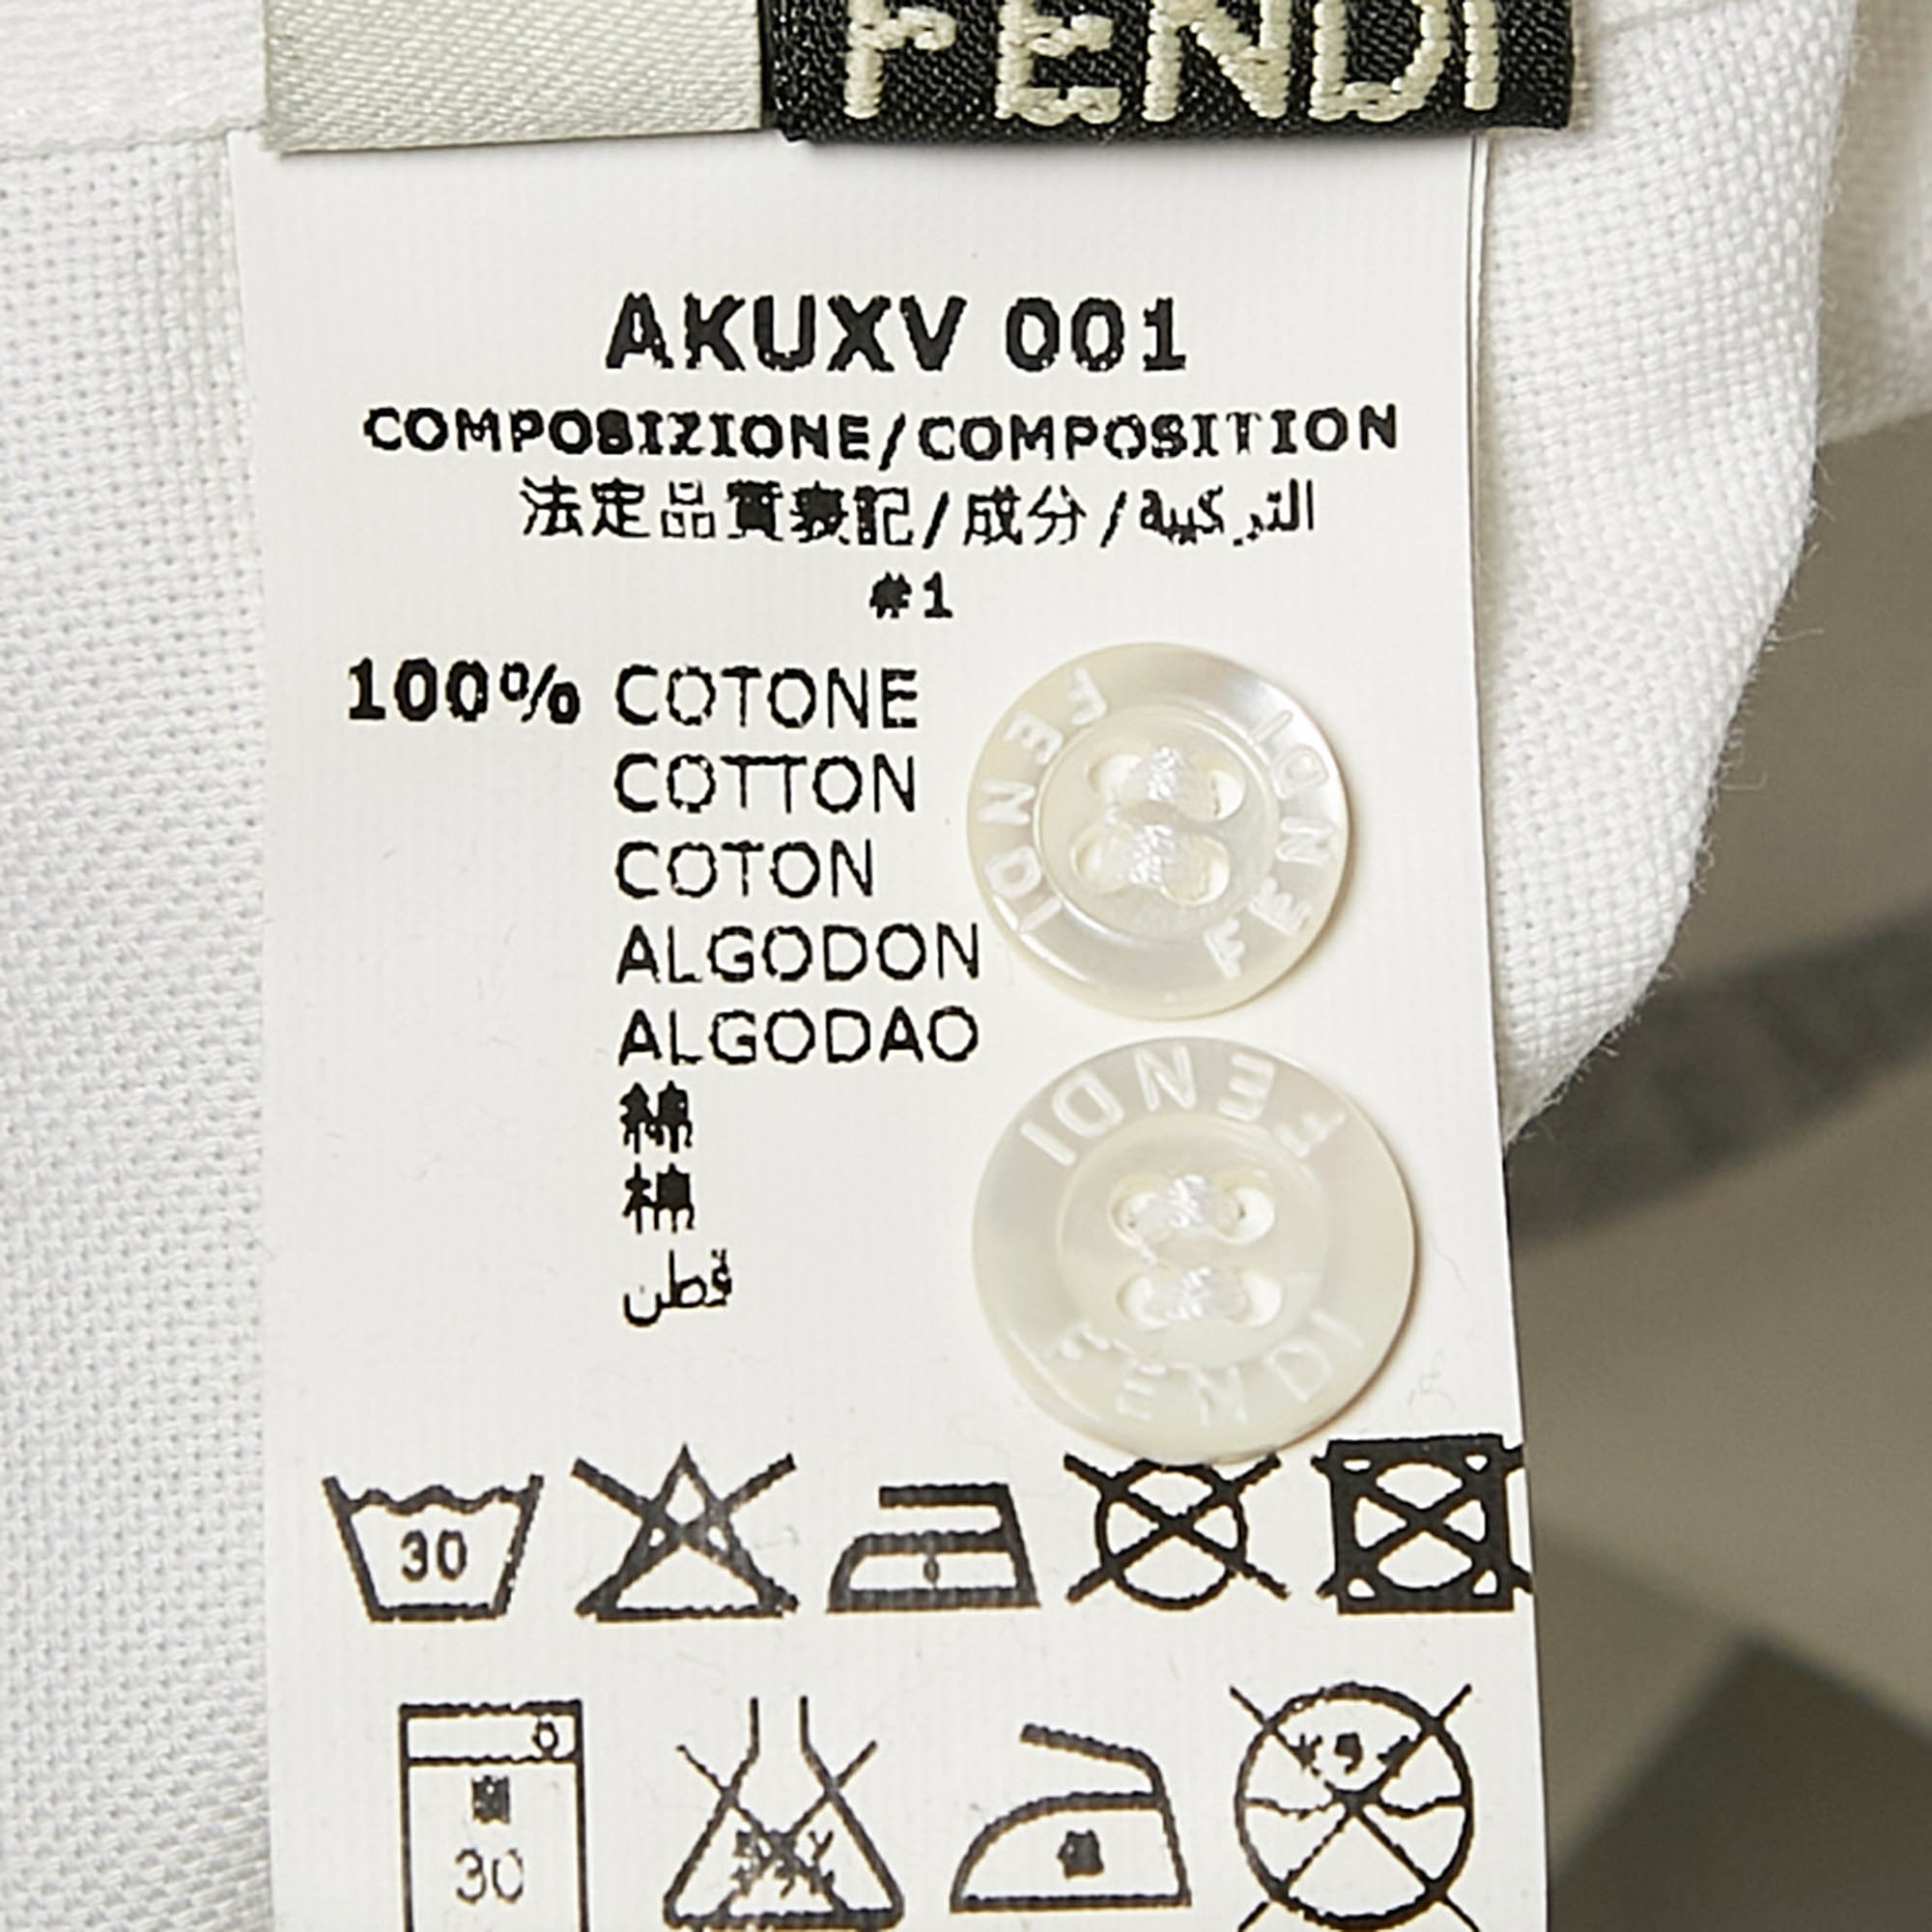 FENDI
AKUXV 001
COMPOSIZIONE/COMPOSITION
法定品質表記/成分/التركيبة
#1
100% COTONE
COTTON
COTON
ALGODON
ALGODAO
綿
棉
قطن
FENDI FENDI
FENDI FENDI
30
30